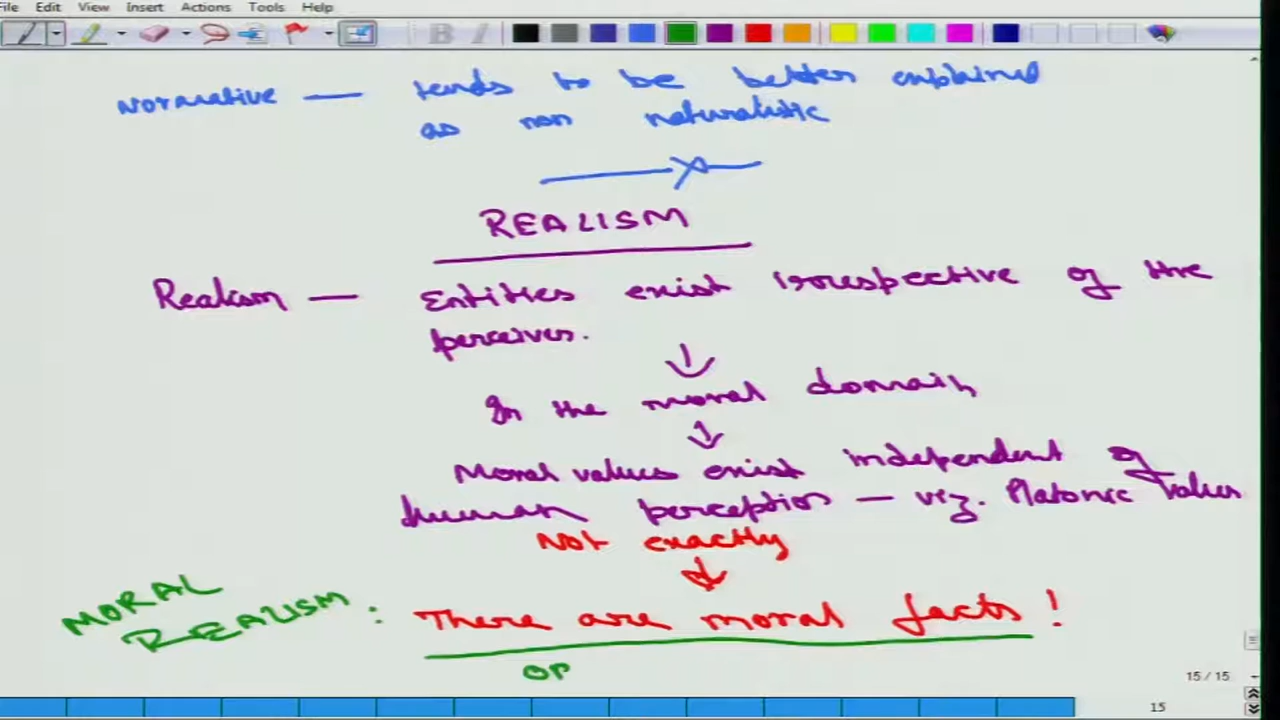 File Edit View Insert Actions Tools Help
Normative — tends to be better explained
as non naturalistic
REALISM
Realism — Entities exist irrespective of the
perceiver.
In the moral domain,
Moral values exist independent of
human perception — viz. Platonic values
Not exactly
MORAL
REALISM : There are moral facts !
OP
15 / 15
15